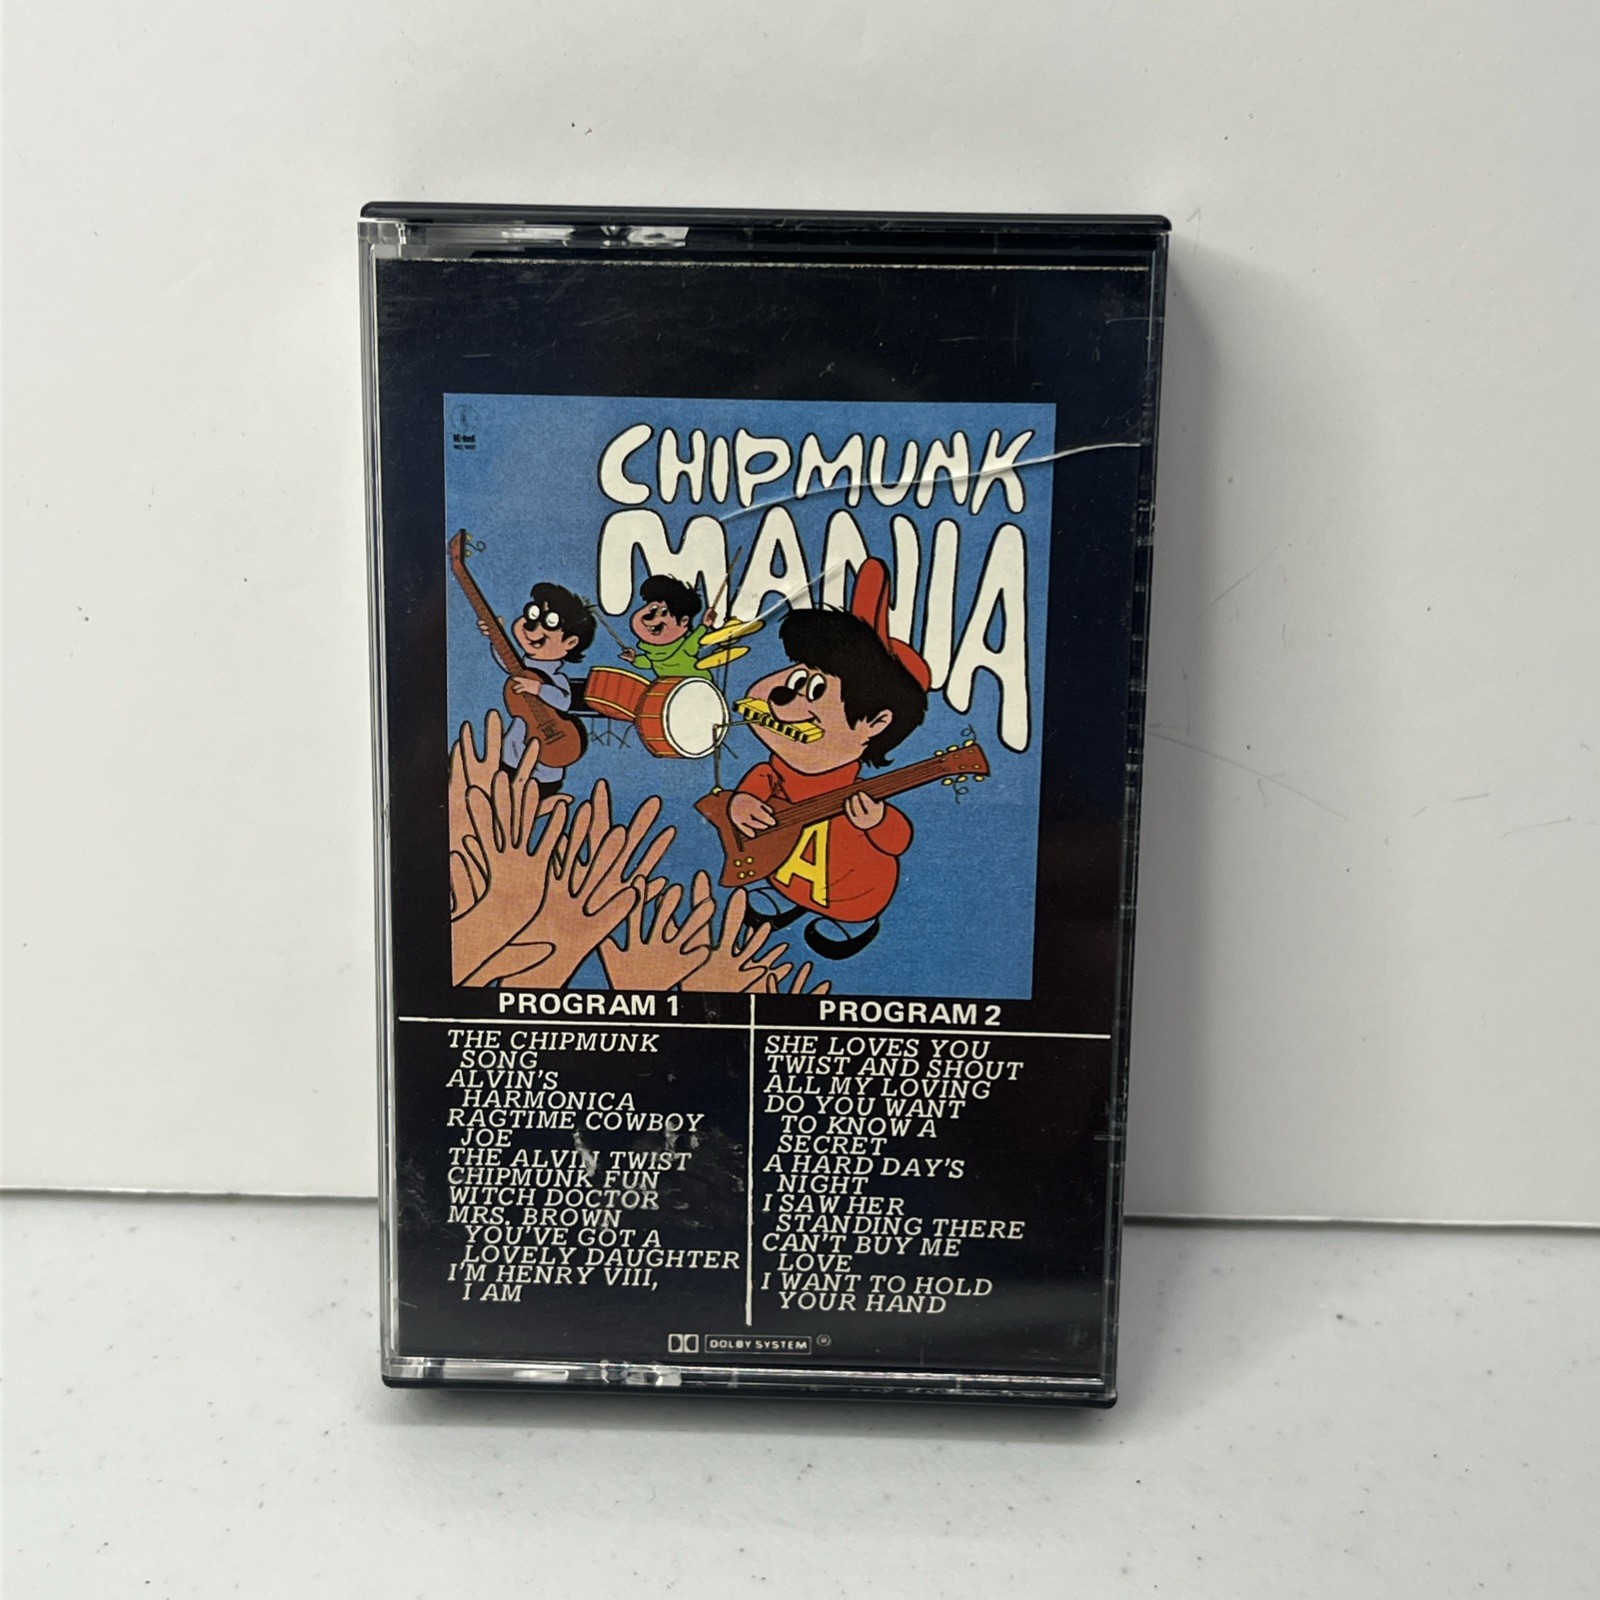 CHIPMUNK
MANIA
A
PROGRAM 1
THE CHIPMUNK
SONG
ALVIN'S
HARMONICA
RAGTIME COWBOY
JOE
THE ALVIN TWIST
CHIPMUNK FUN
WITCH DOCTOR
MRS. BROWN
YOU'VE GOT A
LOVELY DAUGHTER
I'M HENRY VIII,
I AM
PROGRAM 2
SHE LOVES YOU
TWIST AND SHOUT
ALL MY LOVING
DO YOU WANT
TO KNOW A
SECRET
A HARD DAY'S
NIGHT
I SAW HER
STANDING THERE
CAN'T BUY ME
LOVE
I WANT TO HOLD
YOUR HAND
DOLBY SYSTEM ®